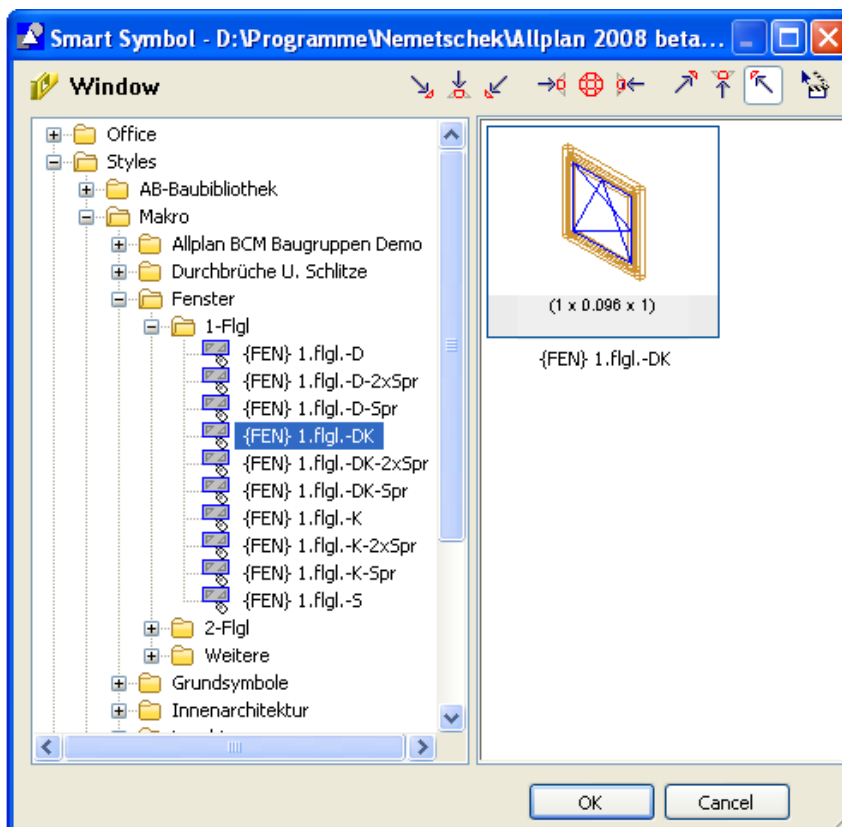 Smart Symbol - D:\Programme\Nemetschek\Allplan 2008 beta...
Window
Office
Styles
AB-Baubibliothek
Makro
Allplan BCM Baugruppen Demo
Durchbrüche U. Schlitze
Fenster
1-Flgl
{FEN} 1.flgl.-D
{FEN} 1.flgl.-D-2xSpr
{FEN} 1.flgl.-D-Spr
{FEN} 1.flgl.-DK
{FEN} 1.flgl.-DK-2xSpr
{FEN} 1.flgl.-DK-Spr
{FEN} 1.flgl.-K
{FEN} 1.flgl.-K-2xSpr
{FEN} 1.flgl.-K-Spr
{FEN} 1.flgl.-S
2-Flgl
Weitere
Grundsymbole
Innenarchitektur
(1 x 0.096 x 1)
{FEN} 1.flgl.-DK
OK
Cancel